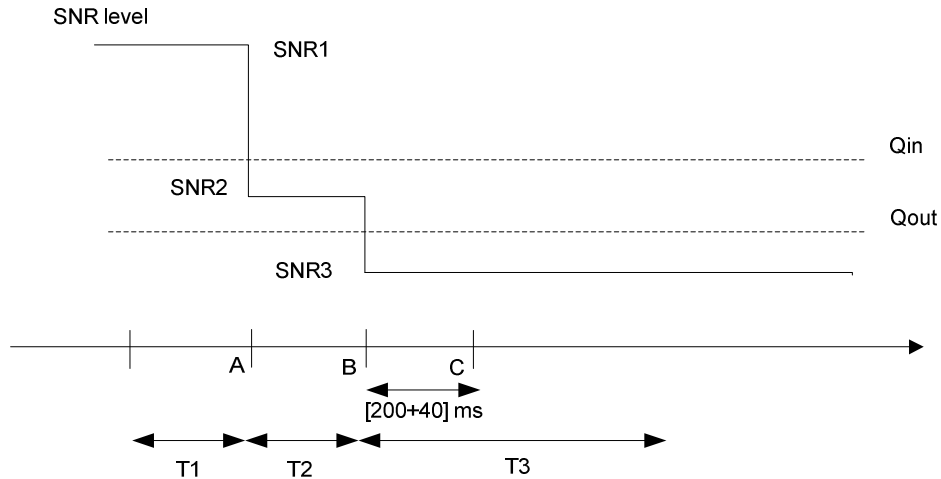 SNR level
SNR1
Qin
SNR2
Qout
SNR3
A
B
C
[200+40] ms
T1
T2
T3